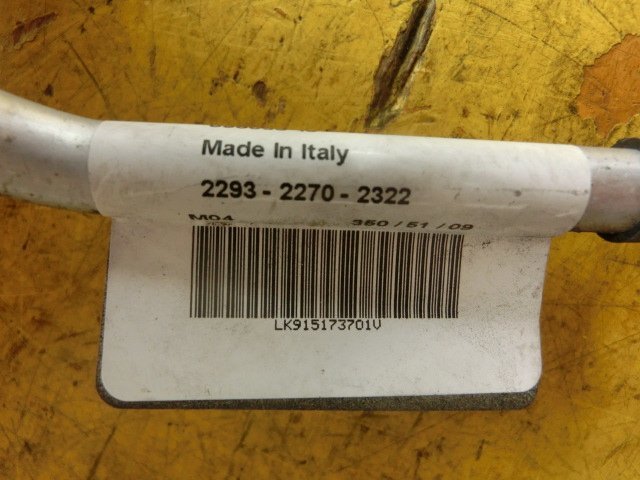 Made In Italy
2293 - 2270 - 2322
M04 350 / 51 / 09
LK915173701V